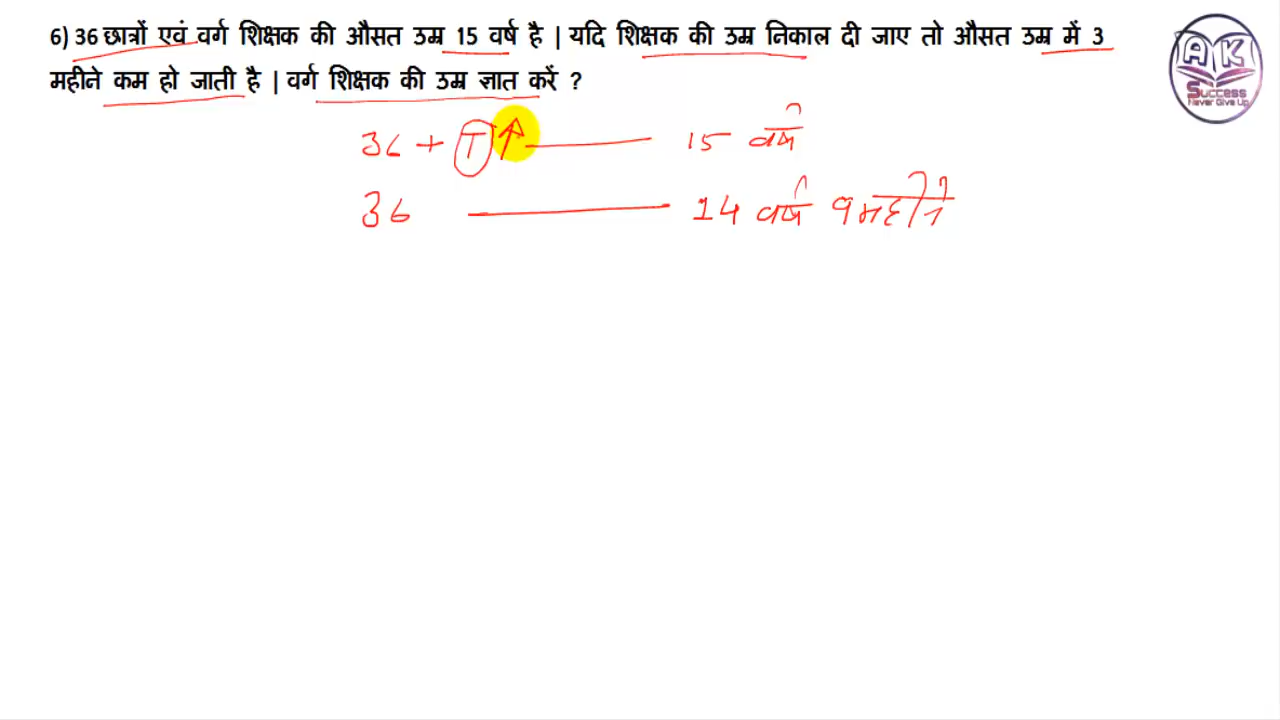 6) 36 छात्रों एवं वर्ग शिक्षक की औसत उम्र 15 वर्ष है | यदि शिक्षक की उम्र निकाल दी जाए तो औसत उम्र में 3
महीने कम हो जाती है | वर्ग शिक्षक की उम्र ज्ञात करें ?
AK
Success
Never Give Up
36 + T↑ — 15 वर्ष
36 — 14 वर्ष 9 महीने